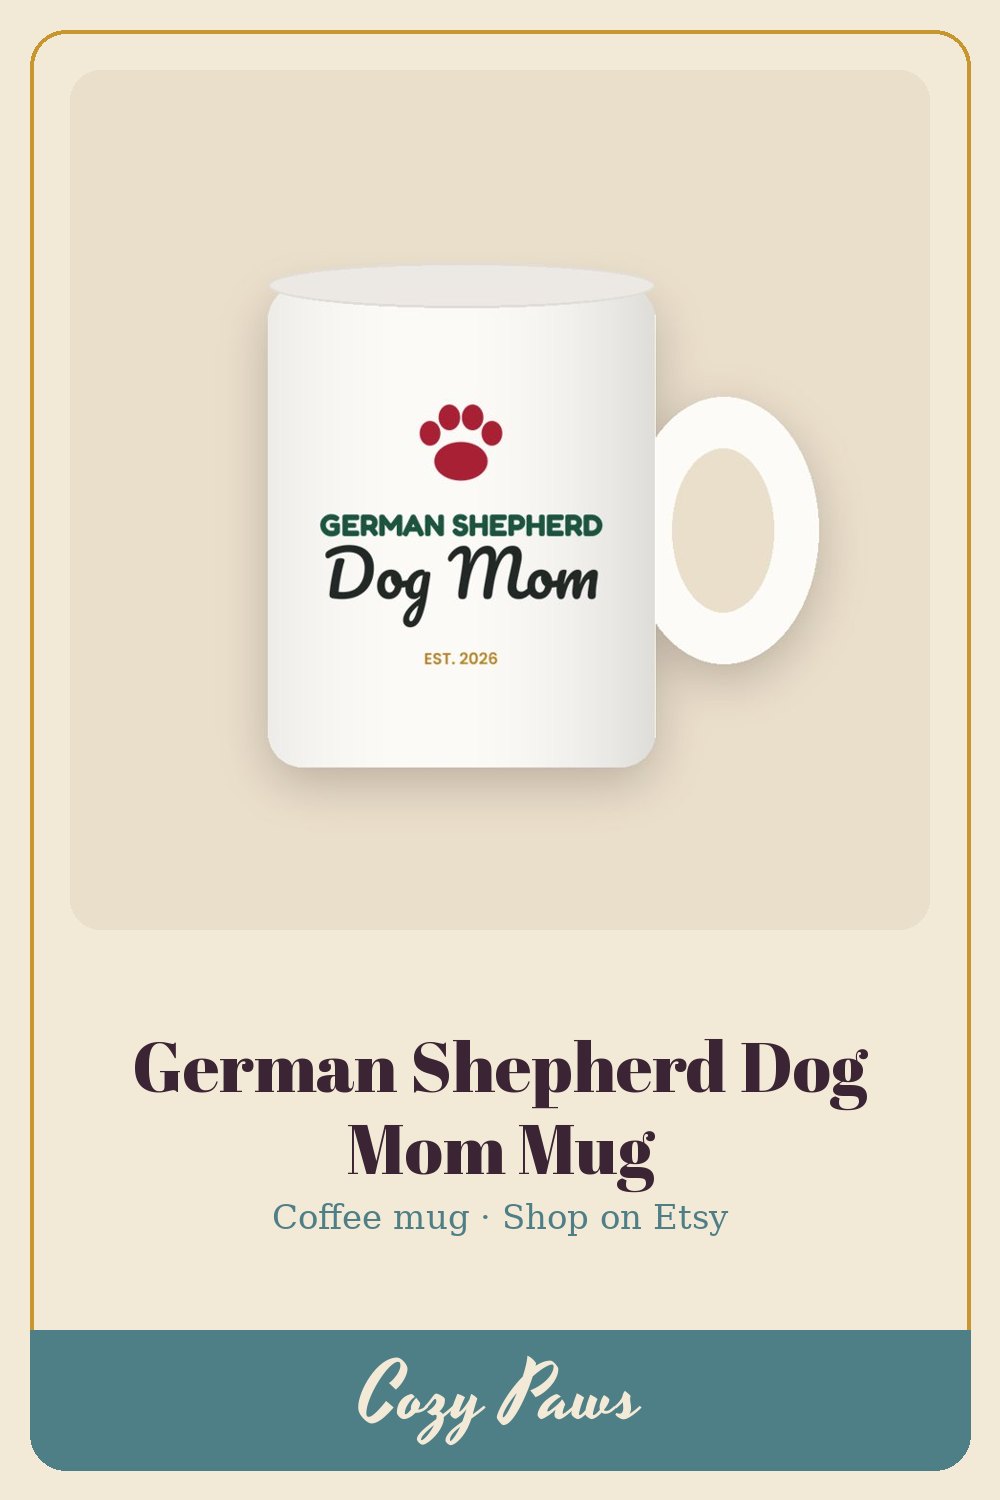 GERMAN SHEPHERD
Dog Mom
EST. 2026
German Shepherd Dog
Mom Mug
Coffee mug · Shop on Etsy
Cozy Paws